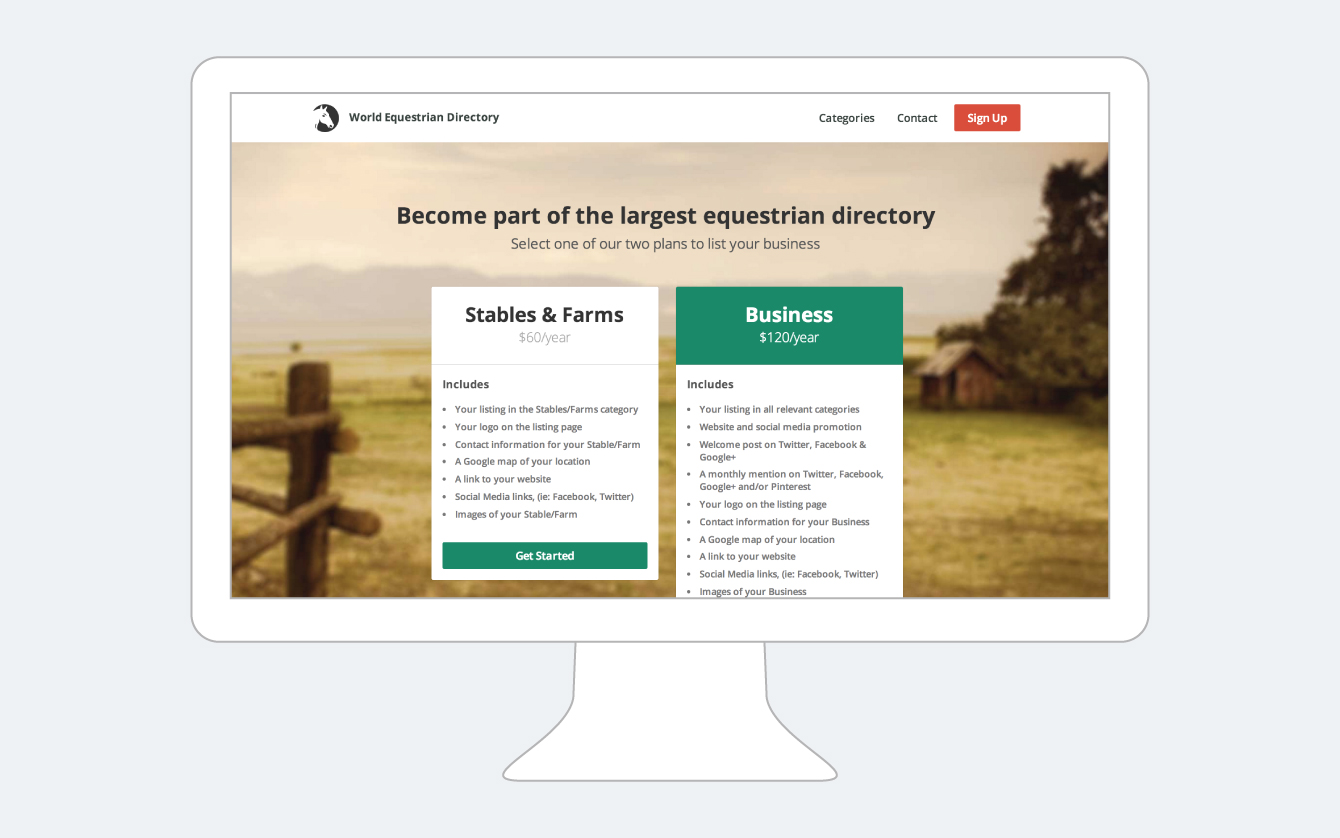 World Equestrian Directory
Categories
Contact
Sign Up
Become part of the largest equestrian directory
Select one of our two plans to list your business
Stables & Farms
$60/year
Includes
• Your listing in the Stables/Farms category
• Your logo on the listing page
• Contact information for your Stable/Farm
• A Google map of your location
• A link to your website
• Social Media links, (ie: Facebook, Twitter)
• Images of your Stable/Farm
Get Started
Business
$120/year
Includes
• Your listing in all relevant categories
• Website and social media promotion
• Welcome post on Twitter, Facebook &
Google+
• A monthly mention on Twitter, Facebook,
Google+ and/or Pinterest
• Your logo on the listing page
• Contact information for your Business
• A Google map of your location
• A link to your website
• Social Media links, (ie: Facebook, Twitter)
• Images of your Business